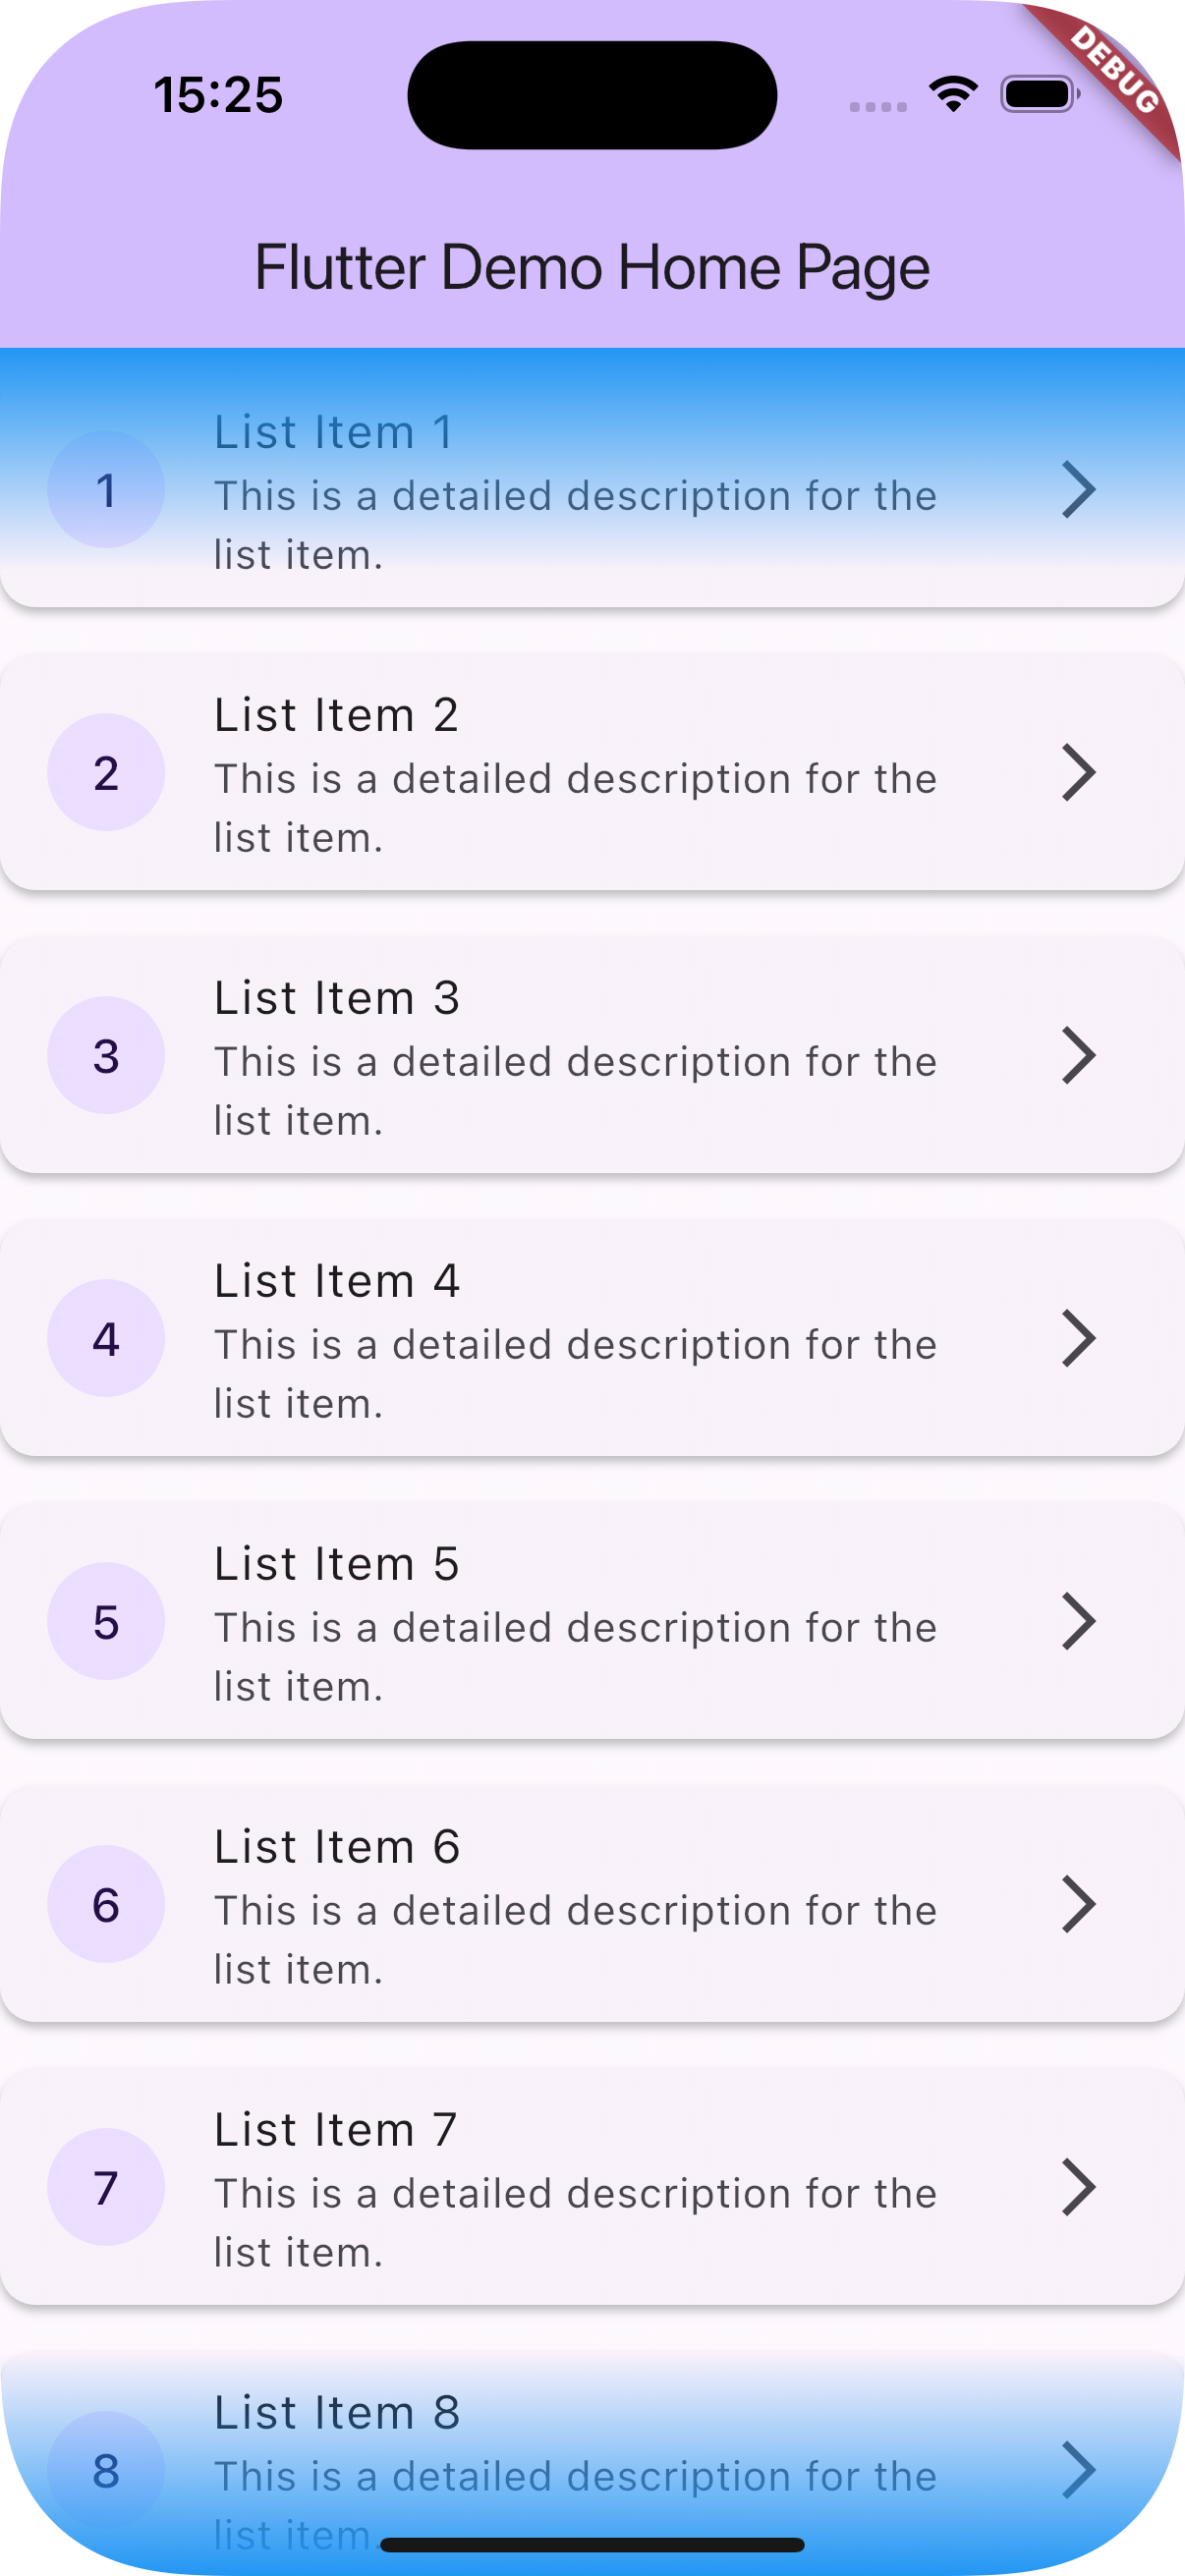 15:25
DEBUG
Flutter Demo Home Page
List Item 1
1
This is a detailed description for the
list item.
List Item 2
2
This is a detailed description for the
list item.
List Item 3
3
This is a detailed description for the
list item.
List Item 4
4
This is a detailed description for the
list item.
List Item 5
5
This is a detailed description for the
list item.
List Item 6
6
This is a detailed description for the
list item.
List Item 7
7
This is a detailed description for the
list item.
List Item 8
8
This is a detailed description for the
list item.